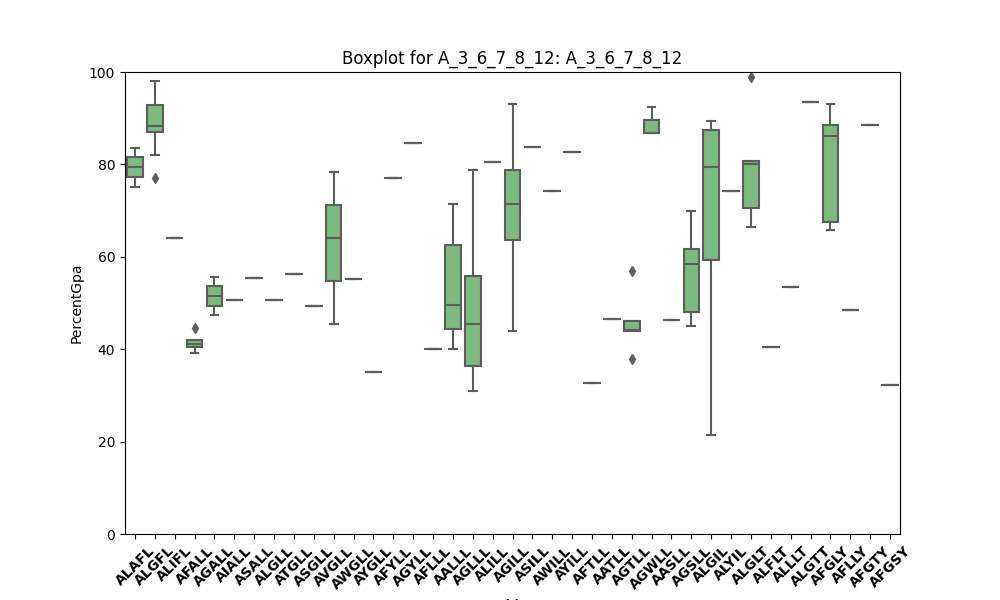 Boxplot for A_3_6_7_8_12: A_3_6_7_8_12
PercentGpa
100
80
60
40
20
0
ALAFL
ALGFL
ALIFL
AFALL
AGALL
AIALL
ASALL
ALGLL
ATGLL
ASGLL
AVGLL
AWGLL
AYGLL
AFYLL
AGYLL
AFLLL
AALLL
AGLLL
ALILL
AGILL
ASILL
AWILL
AYILL
AFTLL
AATLL
AGTLL
AGWLL
AASLL
AGSLL
ALGIL
ALYIL
ALGLT
ALFLT
ALLLT
ALGTT
AFGLY
AFLLY
AFGTY
AFGSY